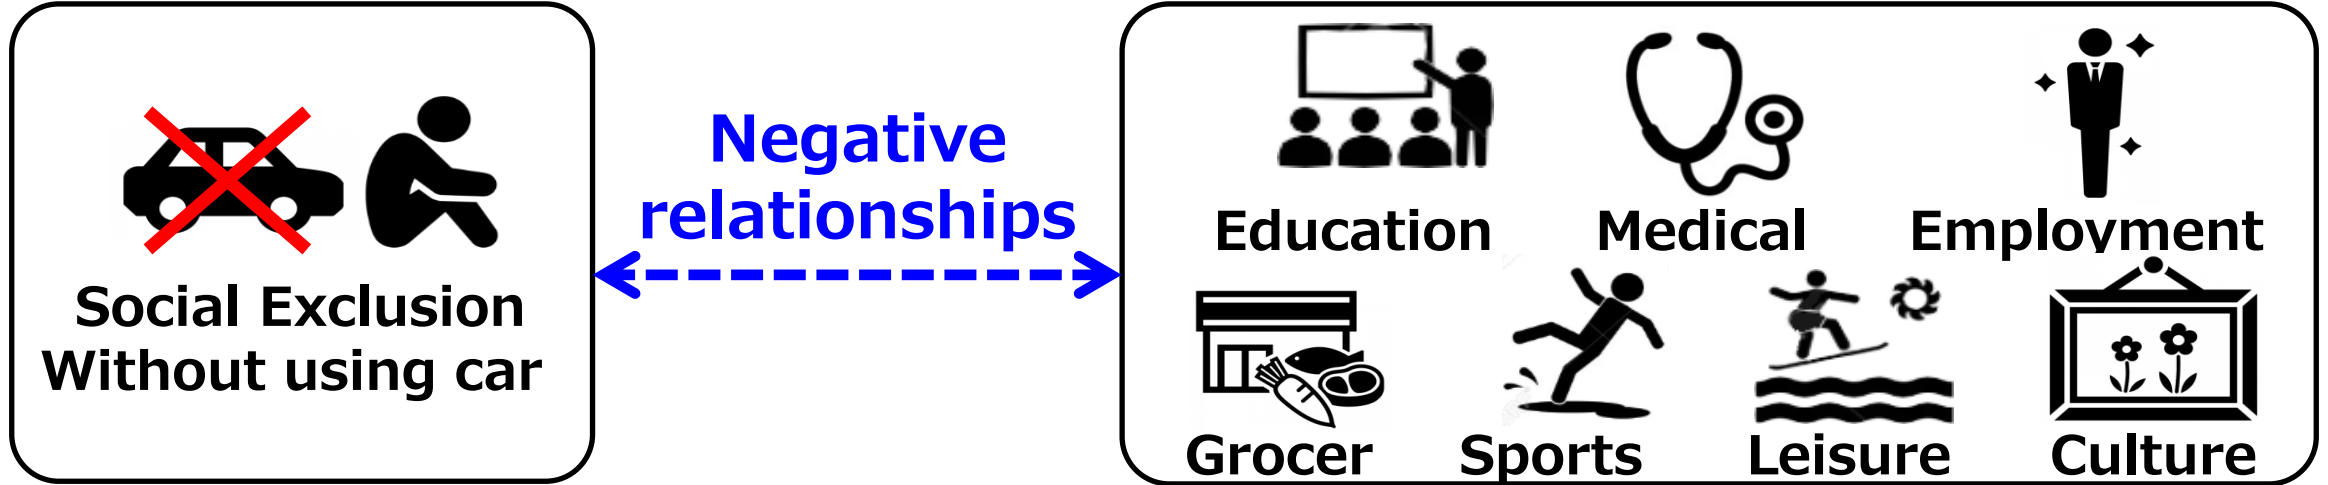 Negative
relationships
Social Exclusion
Without using car
Education Medical Employment
Grocer Sports Leisure Culture